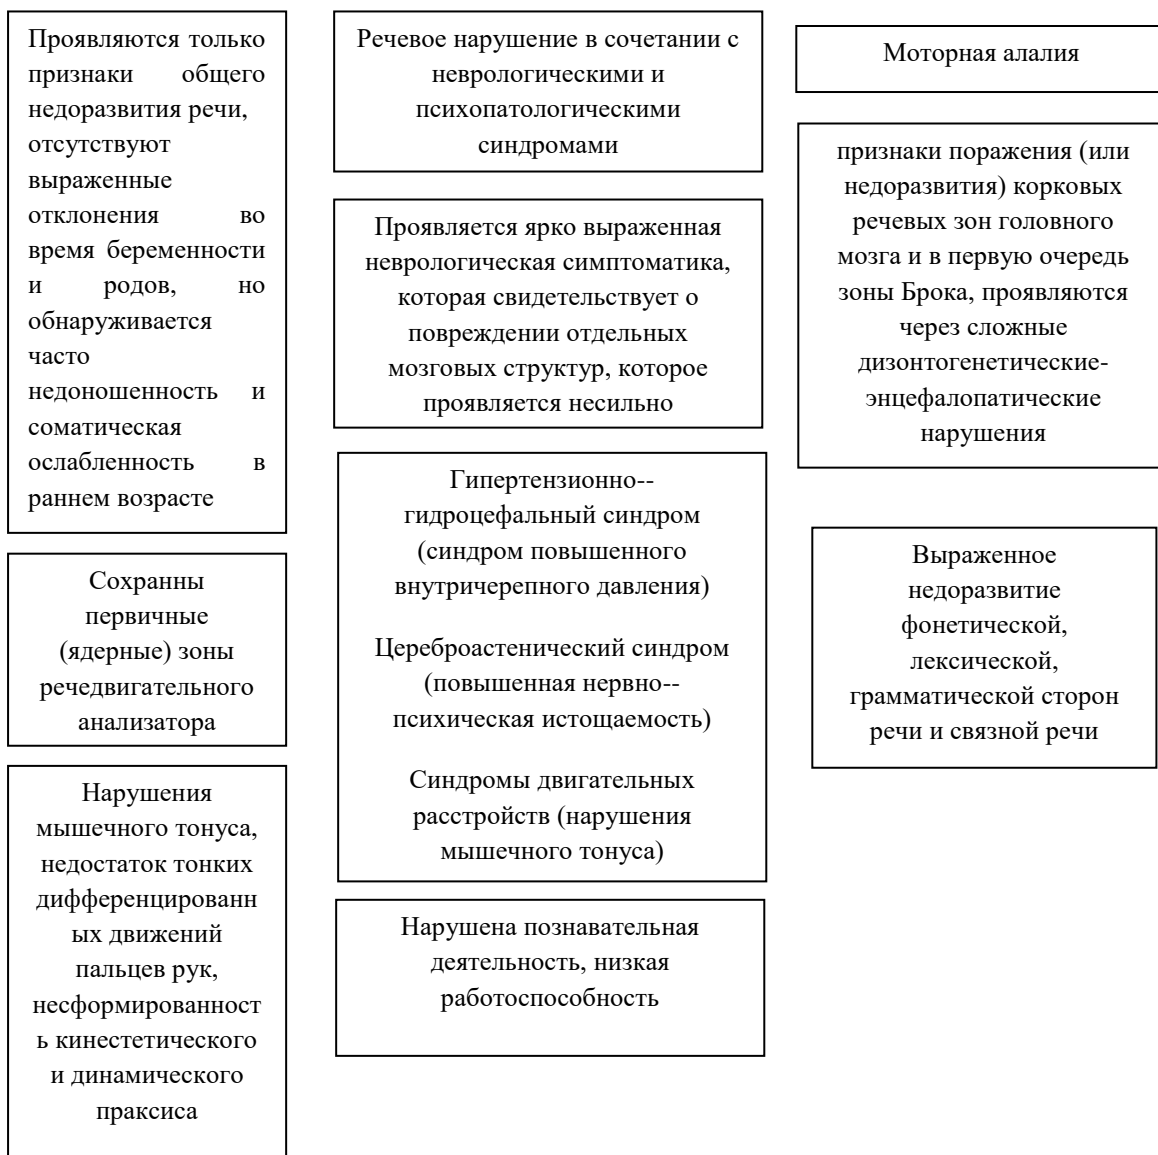 Проявляются только
признаки общего
недоразвития речи,
отсутствуют
выраженные
отклонения во
время беременности
и родов, но
обнаруживается
часто
недоношенность и
соматическая
ослабленность в
раннем возрасте
Сохранны
первичные
(ядерные) зоны
речедвигательного
анализатора
Нарушения
мышечного тонуса,
недостаток тонких
дифференцированн
ых движений
пальцев рук,
несформированност
ь кинестетического
и динамического
праксиса
Речевое нарушение в сочетании с
неврологическими и
психопатологическими
синдромами
Проявляется ярко выраженная
неврологическая симптоматика,
которая свидетельствует о
повреждении отдельных
мозговых структур, которое
проявляется несильно
Гипертензионно--
гидроцефальный синдром
(синдром повышенного
внутричерепного давления)
Цереброастенический синдром
(повышенная нервно--
психическая истощаемость)
Синдромы двигательных
расстройств (нарушения
мышечного тонуса)
Нарушена познавательная
деятельность, низкая
работоспособность
Моторная алалия
признаки поражения (или
недоразвития) корковых
речевых зон головного
мозга и в первую очередь
зоны Брока, проявляются
через сложные
дизонтогенетические-
энцефалопатические
нарушения
Выраженное
недоразвитие
фонетической,
лексической,
грамматической сторон
речи и связной речи